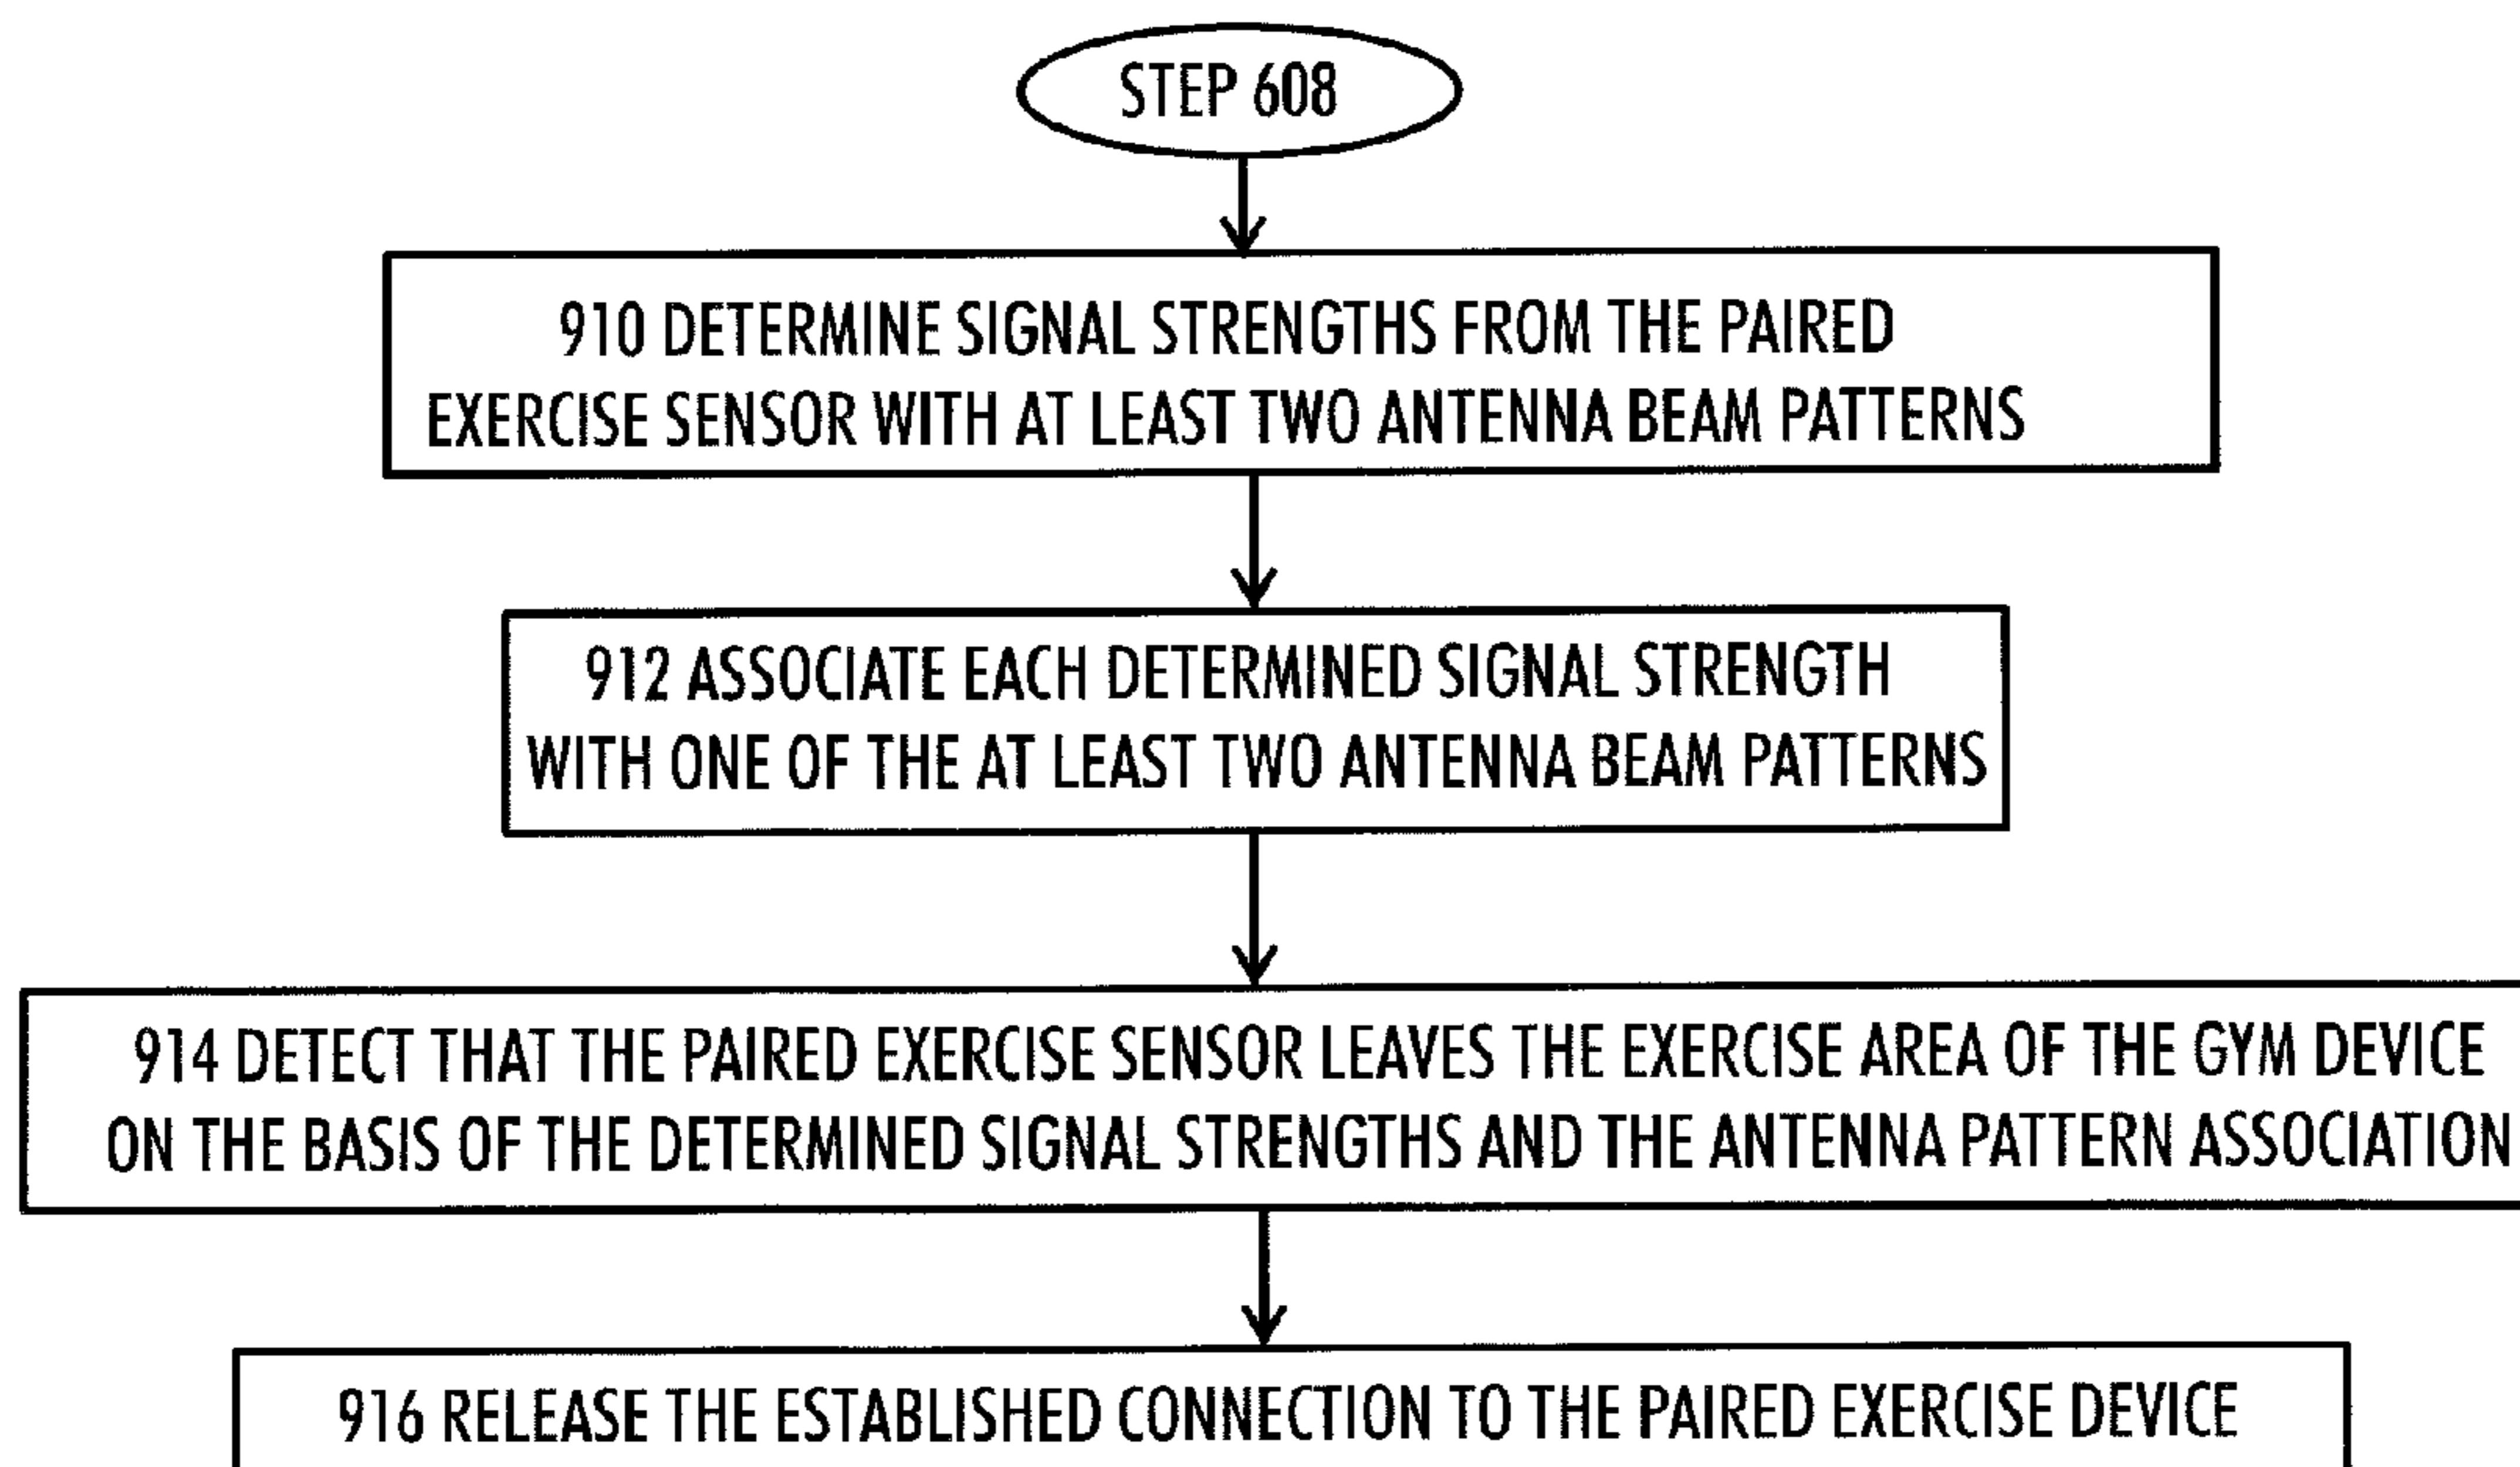 STEP 608
910 DETERMINE SIGNAL STRENGTHS FROM THE PAIRED
EXERCISE SENSOR WITH AT LEAST TWO ANTENNA BEAM PATTERNS
912 ASSOCIATE EACH DETERMINED SIGNAL STRENGTH
WITH ONE OF THE AT LEAST TWO ANTENNA BEAM PATTERNS
914 DETECT THAT THE PAIRED EXERCISE SENSOR LEAVES THE EXERCISE AREA OF THE GYM DEVICE
ON THE BASIS OF THE DETERMINED SIGNAL STRENGTHS AND THE ANTENNA PATTERN ASSOCIATION
916 RELEASE THE ESTABLISHED CONNECTION TO THE PAIRED EXERCISE DEVICE